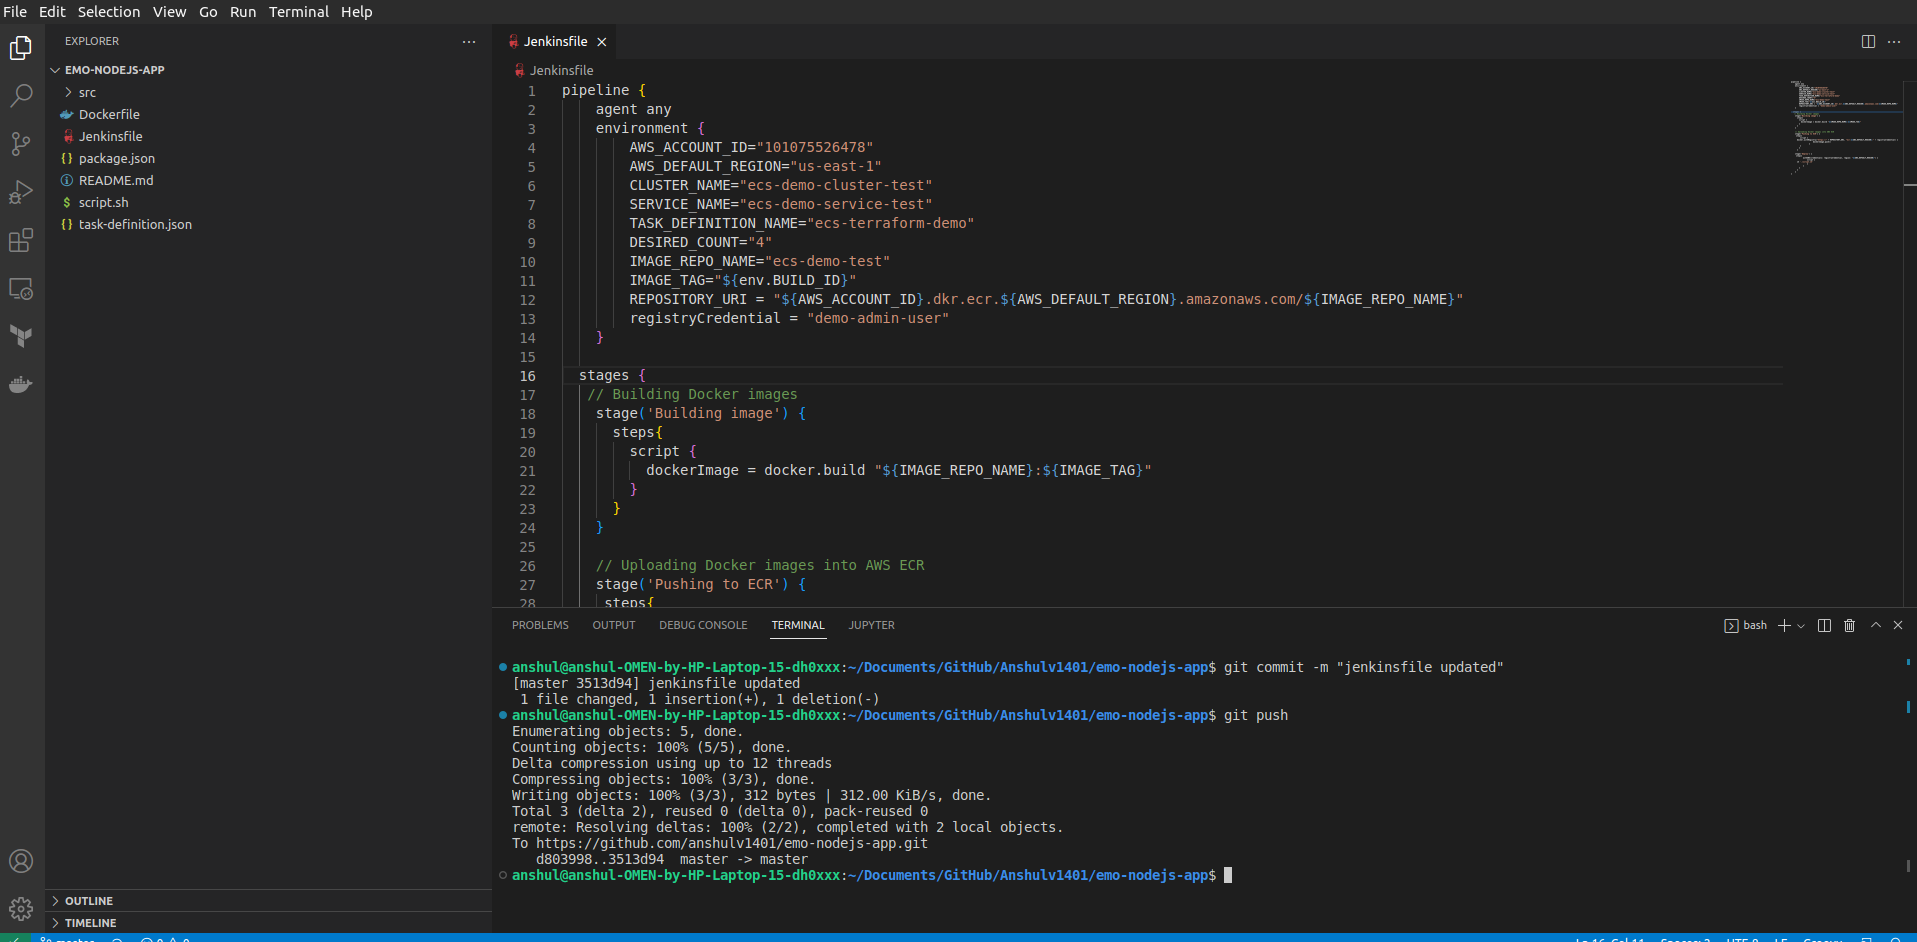 File Edit Selection View Go Run Terminal Help
EXPLORER
EMO-NODEJS-APP
src
Dockerfile
Jenkinsfile
package.json
README.md
script.sh
task-definition.json
OUTLINE
TIMELINE
Jenkinsfile
Jenkinsfile
1 pipeline {
2 agent any
3 environment {
4 AWS_ACCOUNT_ID="101075526478"
5 AWS_DEFAULT_REGION="us-east-1"
6 CLUSTER_NAME="ecs-demo-cluster-test"
7 SERVICE_NAME="ecs-demo-service-test"
8 TASK_DEFINITION_NAME="ecs-terraform-demo"
9 DESIRED_COUNT="4"
10 IMAGE_REPO_NAME="ecs-demo-test"
11 IMAGE_TAG="${env.BUILD_ID}"
12 REPOSITORY_URI = "${AWS_ACCOUNT_ID}.dkr.ecr.${AWS_DEFAULT_REGION}.amazonaws.com/${IMAGE_REPO_NAME}"
13 registryCredential = "demo-admin-user"
14 }
15
16 stages {
17 // Building Docker images
18 stage('Building image') {
19 steps{
20 script {
21 dockerImage = docker.build "${IMAGE_REPO_NAME}:${IMAGE_TAG}"
22 }
23 }
24 }
25
26 // Uploading Docker images into AWS ECR
27 stage('Pushing to ECR') {
28 steps{
PROBLEMS OUTPUT DEBUG CONSOLE TERMINAL JUPYTER
bash
anshul@anshul-OMEN-by-HP-Laptop-15-dh0xxx:~/Documents/GitHub/Anshulv1401/emo-nodejs-app$ git commit -m "jenkinsfile updated"
[master 3513d94] jenkinsfile updated
1 file changed, 1 insertion(+), 1 deletion(-)
anshul@anshul-OMEN-by-HP-Laptop-15-dh0xxx:~/Documents/GitHub/Anshulv1401/emo-nodejs-app$ git push
Enumerating objects: 5, done.
Counting objects: 100% (5/5), done.
Delta compression using up to 12 threads
Compressing objects: 100% (3/3), done.
Writing objects: 100% (3/3), 312 bytes | 312.00 KiB/s, done.
Total 3 (delta 2), reused 0 (delta 0), pack-reused 0
remote: Resolving deltas: 100% (2/2), completed with 2 local objects.
To https://github.com/anshulv1401/emo-nodejs-app.git
d803998..3513d94 master -> master
anshul@anshul-OMEN-by-HP-Laptop-15-dh0xxx:~/Documents/GitHub/Anshulv1401/emo-nodejs-app$